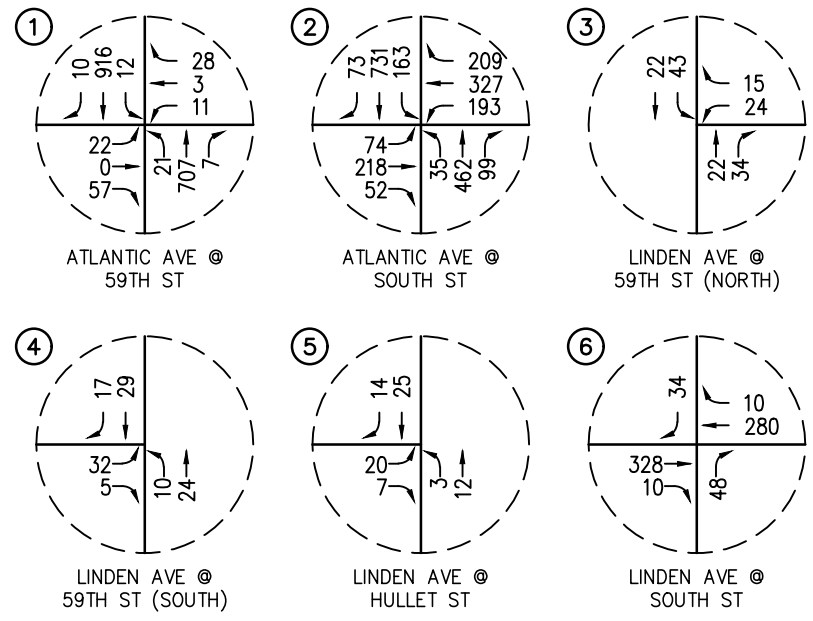 1
10 916 12
28
3
11
22
0
57
21 707 7
ATLANTIC AVE @
59TH ST
2
73 731 163
209
327
193
74
218
52
35 462 99
ATLANTIC AVE @
SOUTH ST
3
22 43
15
24
22 34
LINDEN AVE @
59TH ST (NORTH)
4
17 29
32
5
10 24
LINDEN AVE @
59TH ST (SOUTH)
5
14 25
20
7
3 12
LINDEN AVE @
HULLET ST
6
34
10
280
328
10
48
LINDEN AVE @
SOUTH ST